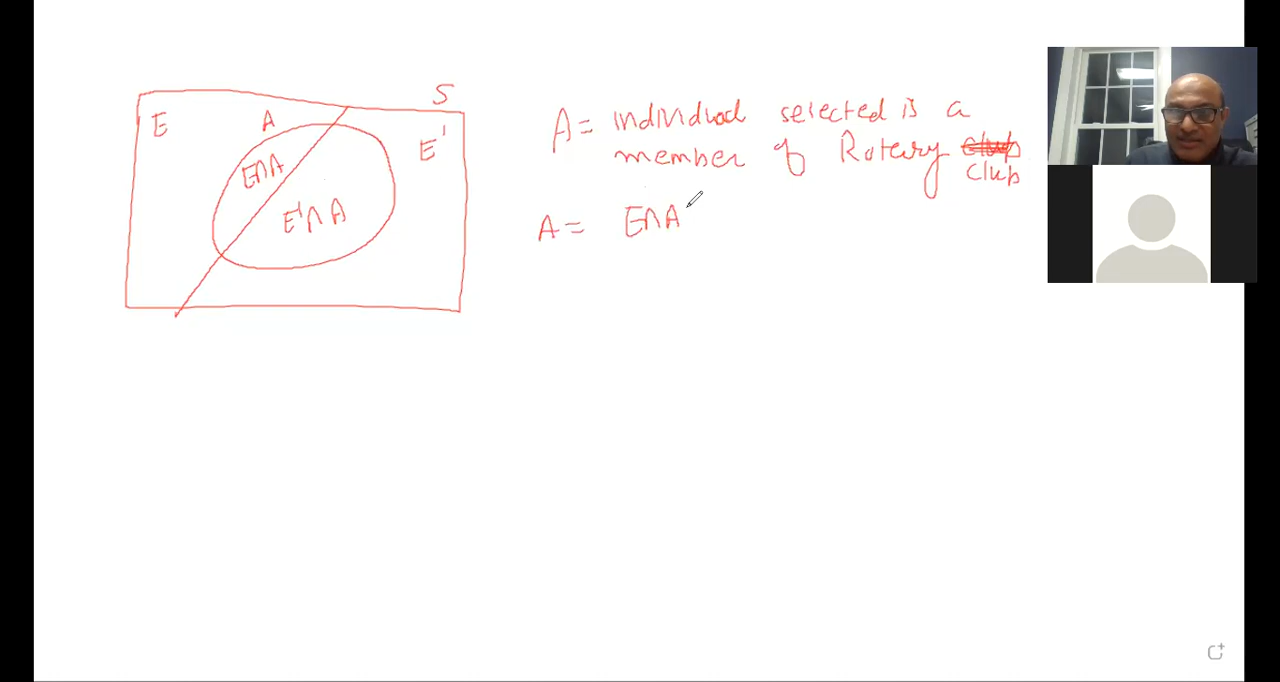 S
E
A
E'
E∩A
E'∩A
A = individual selected is a
member of Rotary club
club
A = E∩A